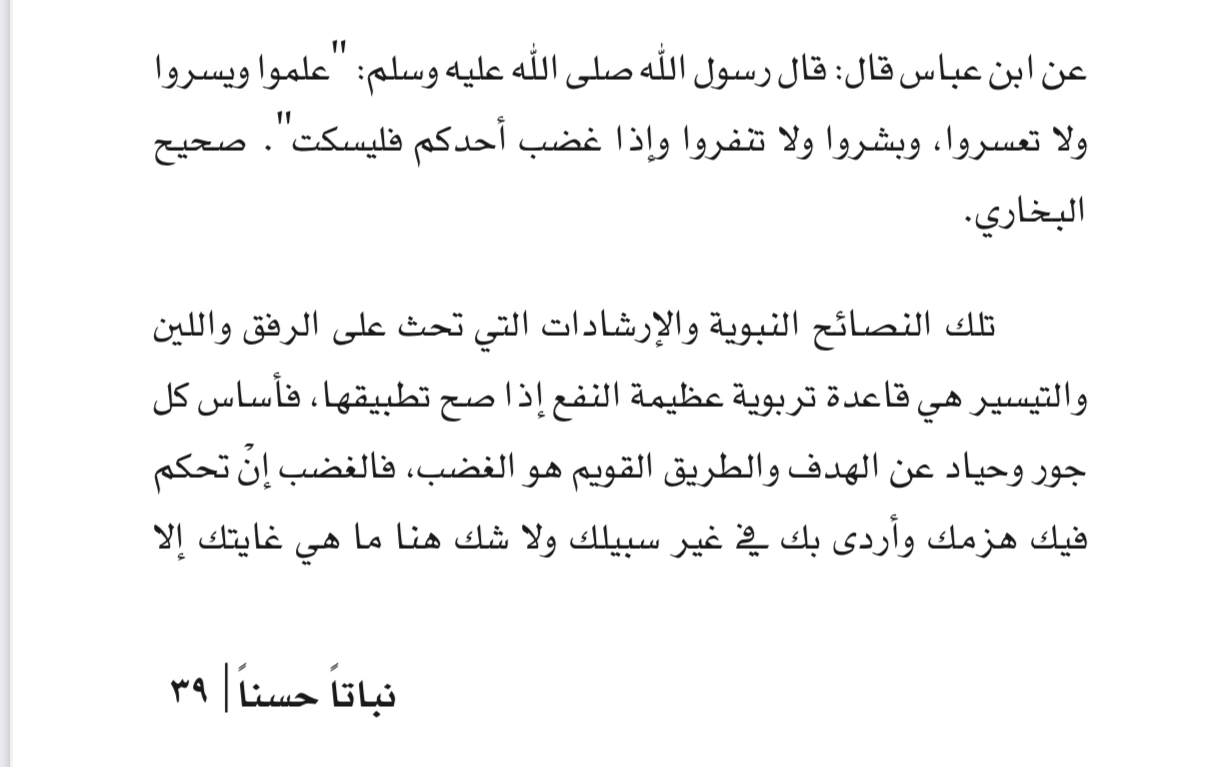 عن ابن عباس قال: قال رسول الله صلى الله عليه وسلم: "علموا ويسروا
ولا تعسروا، وبشروا ولا تنفروا وإذا غضب أحدكم فليسكت". صحيح
البخاري.
تلك النصائح النبوية والإرشادات التي تحث على الرفق واللين
والتيسير هي قاعدة تربوية عظيمة النفع إذا صح تطبيقها، فأساس كل
جور وحياد عن الهدف والطريق القويم هو الغضب، فالغضب إنْ تحكم
فيك هزمك وأردى بك في غير سبيلك ولا شك هنا ما هي غايتك إلا
نباتاً حسناً | ٣٩